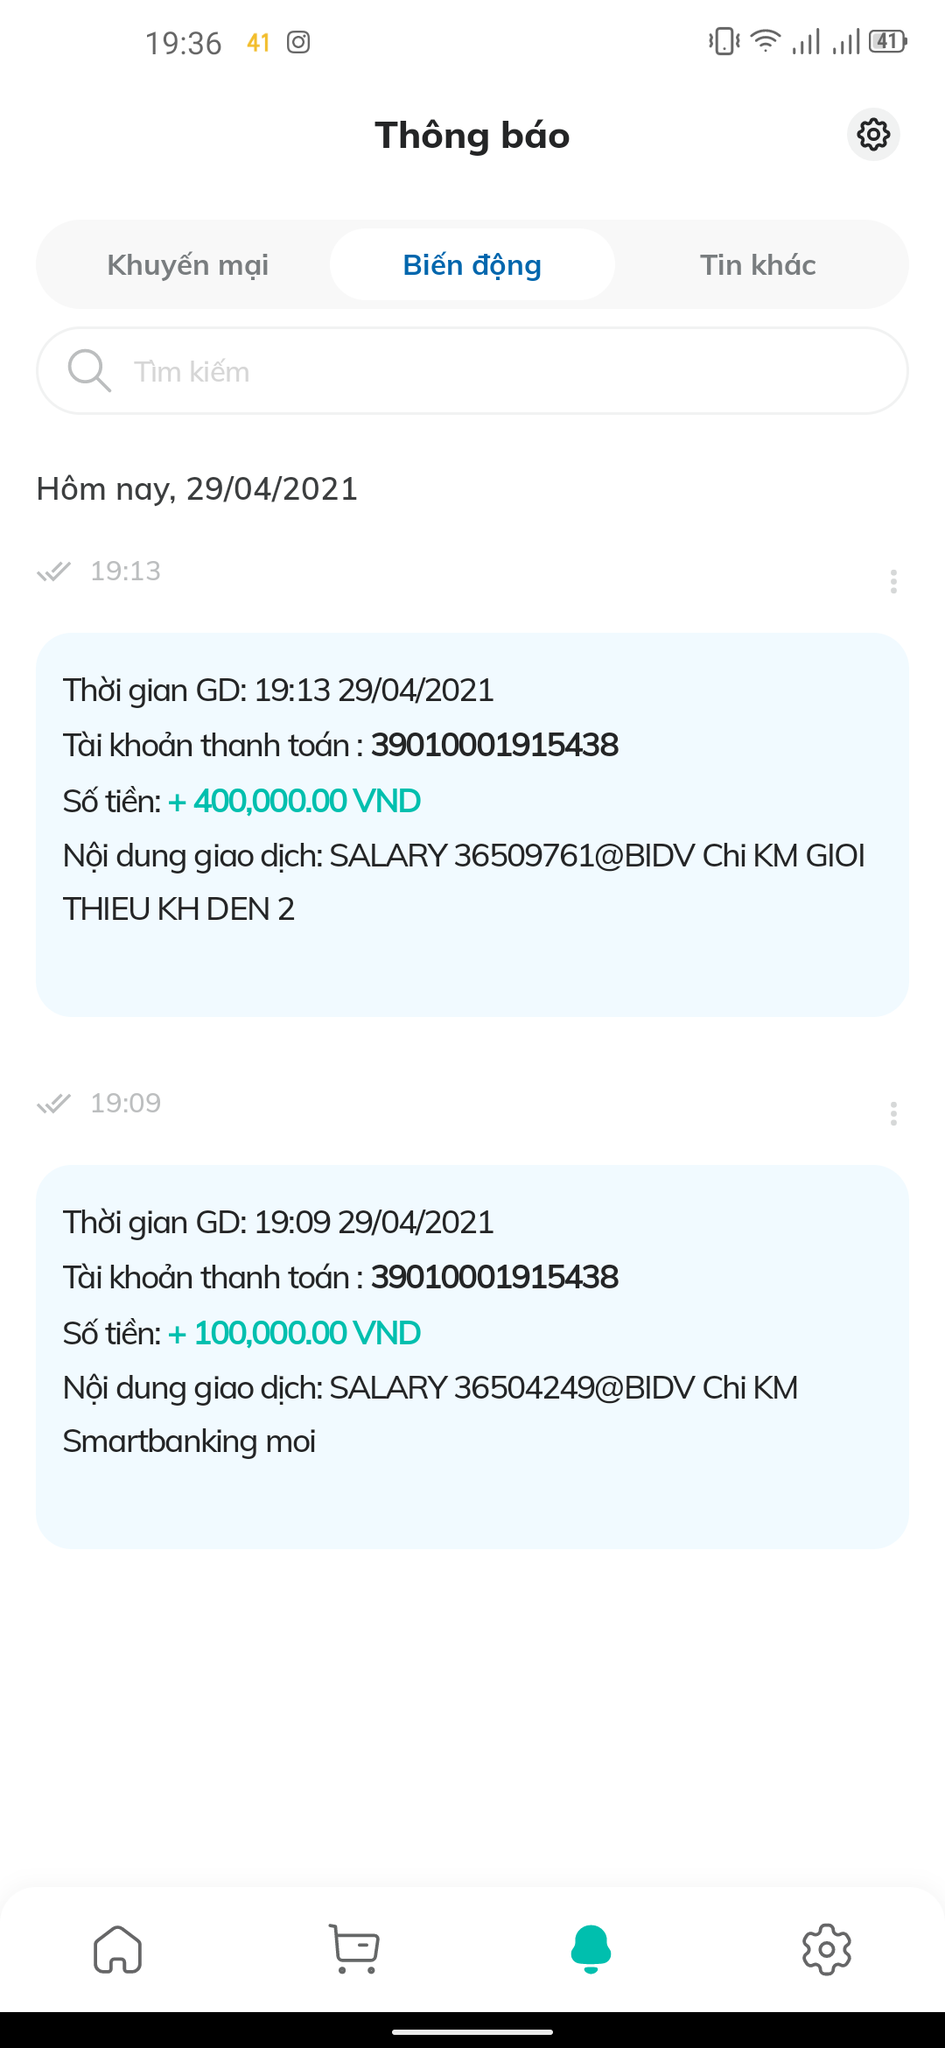 19:36 41 41
Thông báo
Khuyến mại Biến động Tin khác
Tìm kiếm
Hôm nay, 29/04/2021
19:13
Thời gian GD: 19:13 29/04/2021
Tài khoản thanh toán : 39010001915438
Số tiền: + 400,000.00 VND
Nội dung giao dịch: SALARY 36509761@BIDV Chi KM GIOI
THIEU KH DEN 2
19:09
Thời gian GD: 19:09 29/04/2021
Tài khoản thanh toán : 39010001915438
Số tiền: + 100,000.00 VND
Nội dung giao dịch: SALARY 36504249@BIDV Chi KM
Smartbanking moi